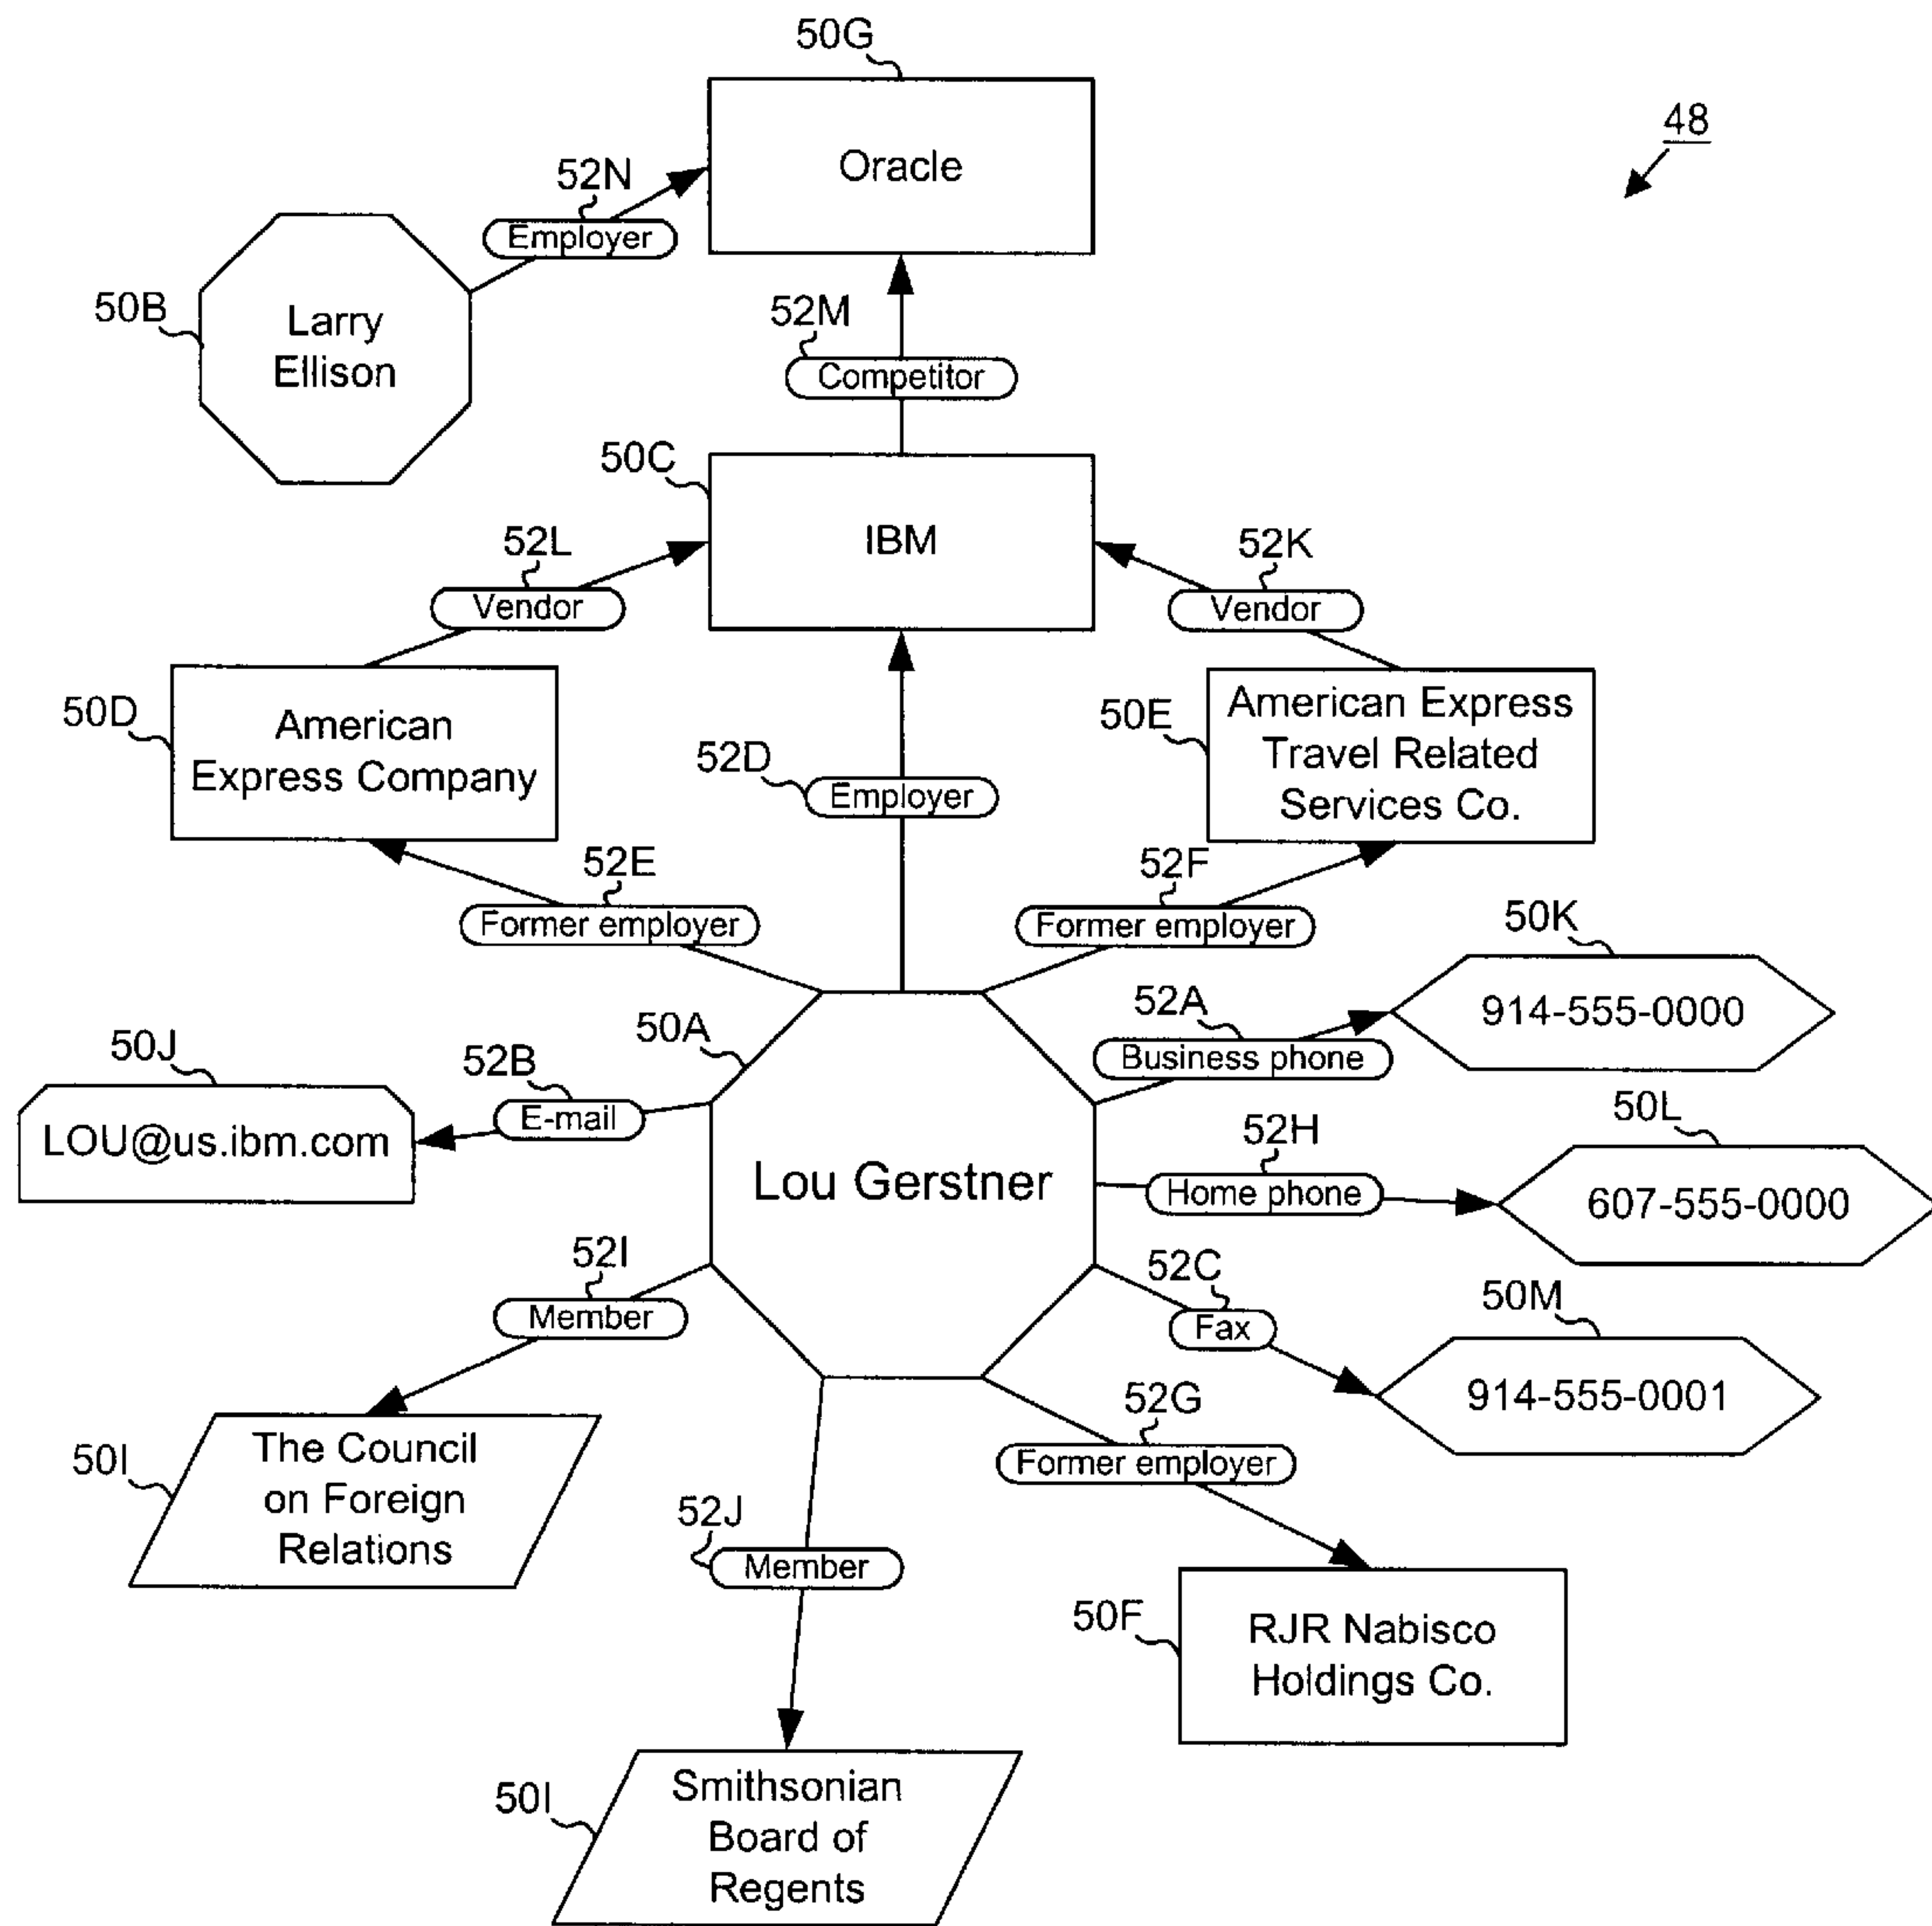 50G
48
Oracle
52N
Employer
50B
Larry
Ellison
52M
Competitor
50C
IBM
52L
Vendor
52K
Vendor
50D
American
Express Company
52D
Employer
50E
American Express
Travel Related
Services Co.
52E
Former employer
52F
Former employer
50K
914-555-0000
52A
Business phone
50A
50J
LOU@us.ibm.com
52B
E-mail
Lou Gerstner
52H
Home phone
50L
607-555-0000
52I
Member
52C
Fax
50M
914-555-0001
50I
The Council
on Foreign
Relations
52G
Former employer
52J
Member
50F
RJR Nabisco
Holdings Co.
50I
Smithsonian
Board of
Regents